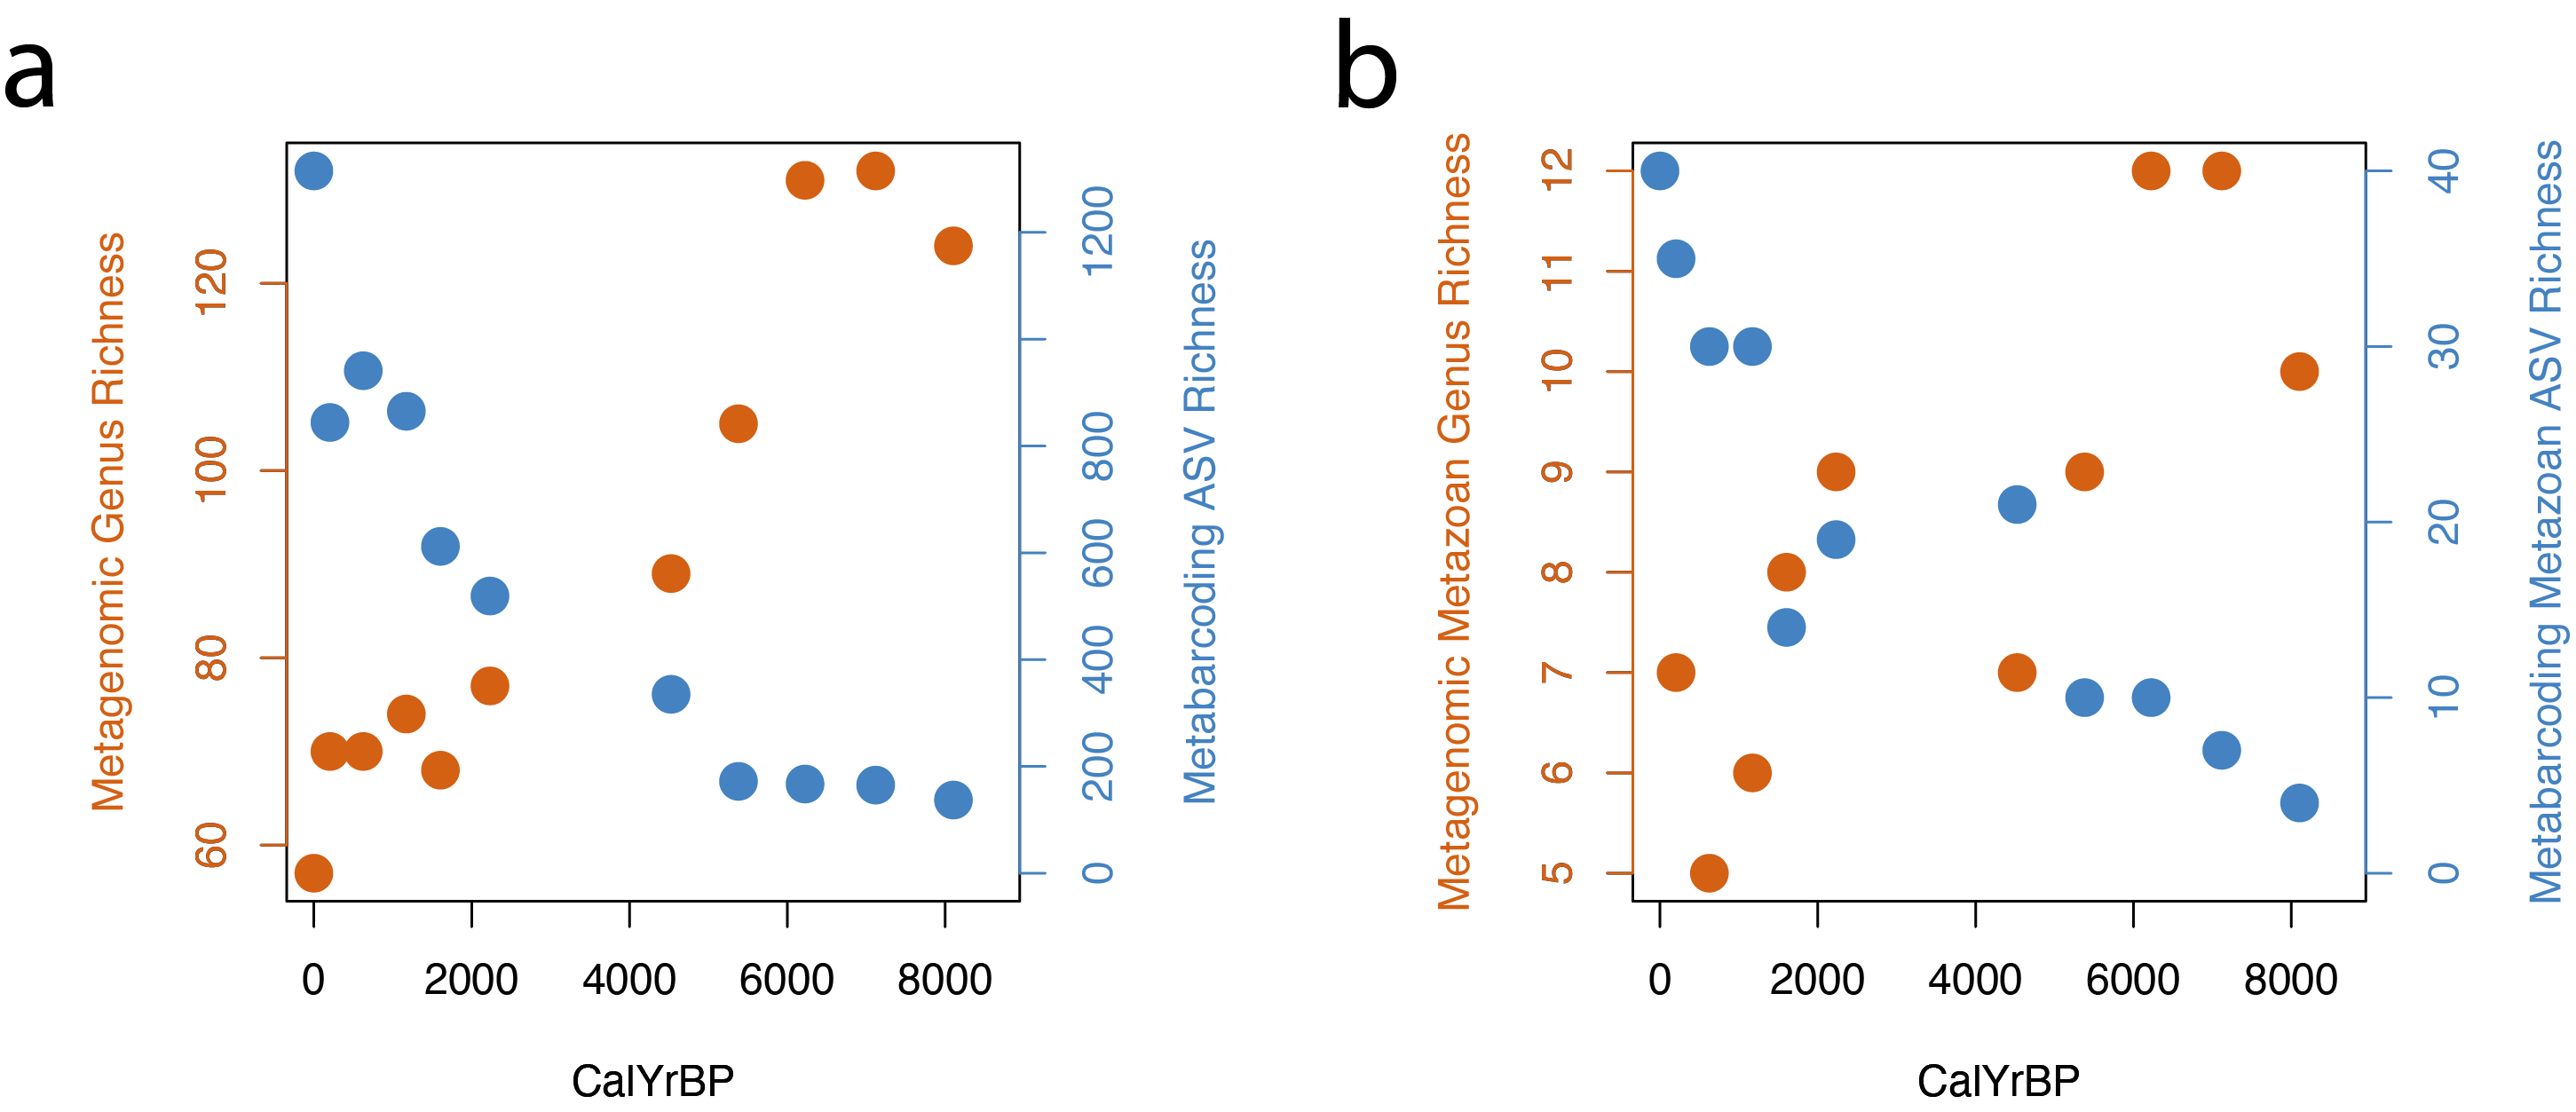 a
Metagenomic Genus Richness
60
80
100
120
0
200
400
600
800
1200
Metabarcoding ASV Richness
0 2000 4000 6000 8000
CalYrBP
b
Metagenomic Metazoan Genus Richness
5
6
7
8
9
10
11
12
0
10
20
30
40
Metabarcoding Metazoan ASV Richness
0 2000 4000 6000 8000
CalYrBP